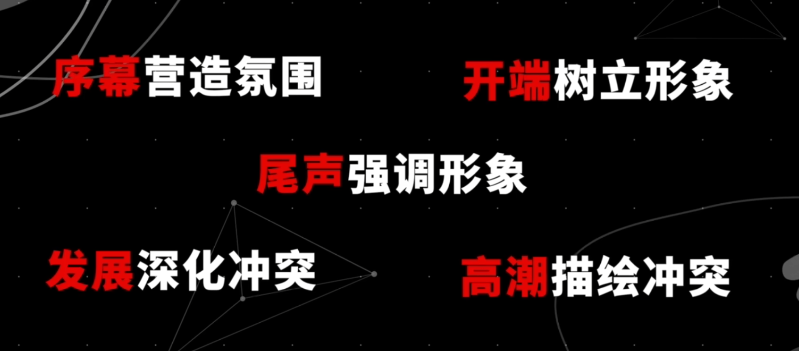 序幕营造氛围
开端树立形象
尾声强调形象
发展深化冲突
高潮描绘冲突